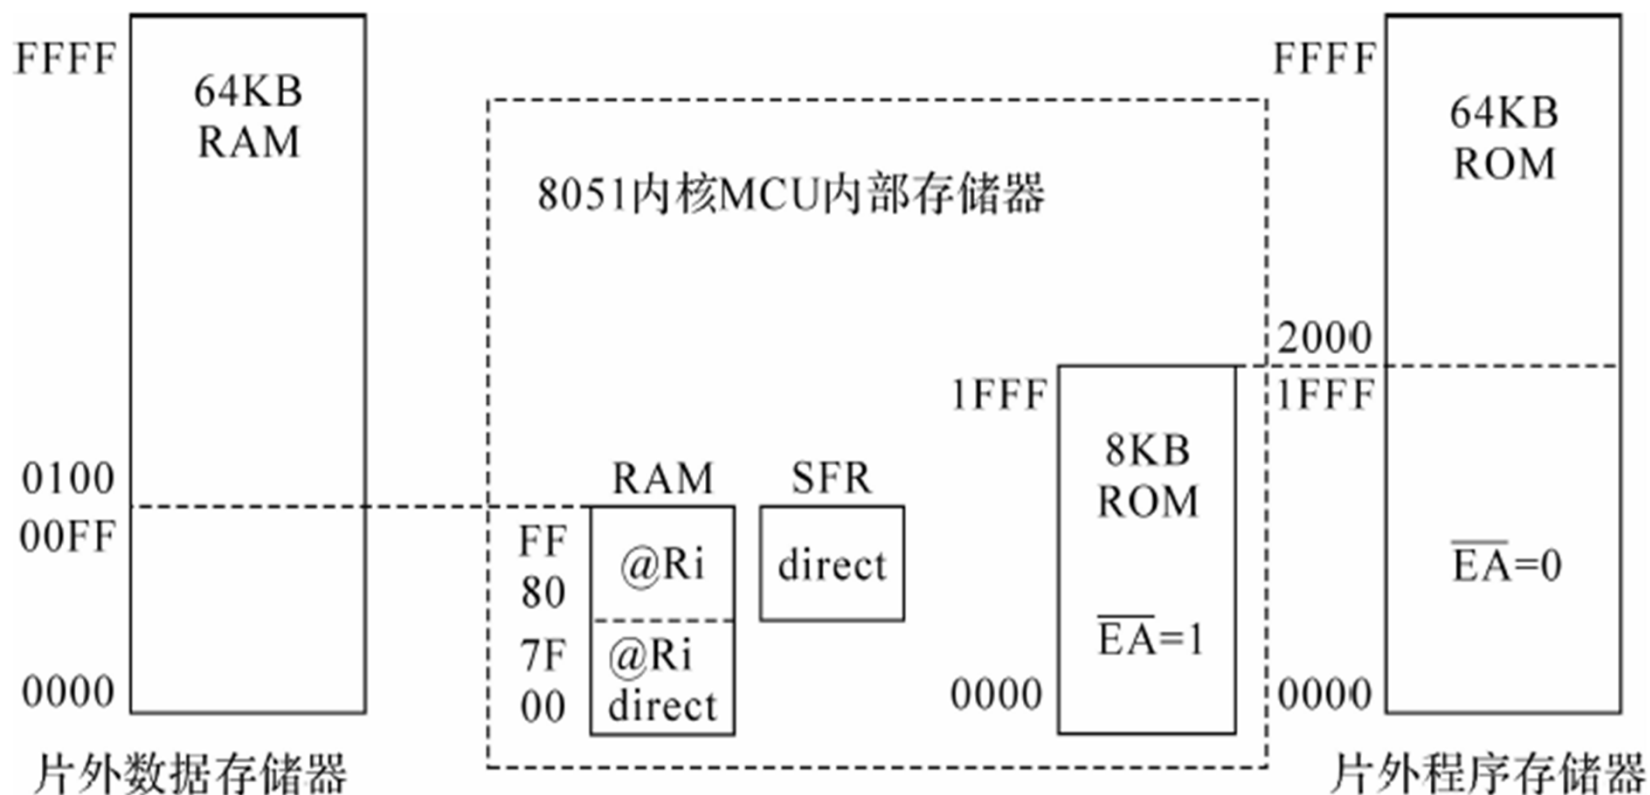 FFFF
64KB
RAM
0100
00FF
0000
片外数据存储器
8051内核MCU内部存储器
RAM
FF
80
@Ri
7F
00
@Ri
direct
SFR
direct
1FFF
8KB
ROM
E̅A̅=1
0000
FFFF
64KB
ROM
2000
1FFF
E̅A̅=0
0000
片外程序存储器